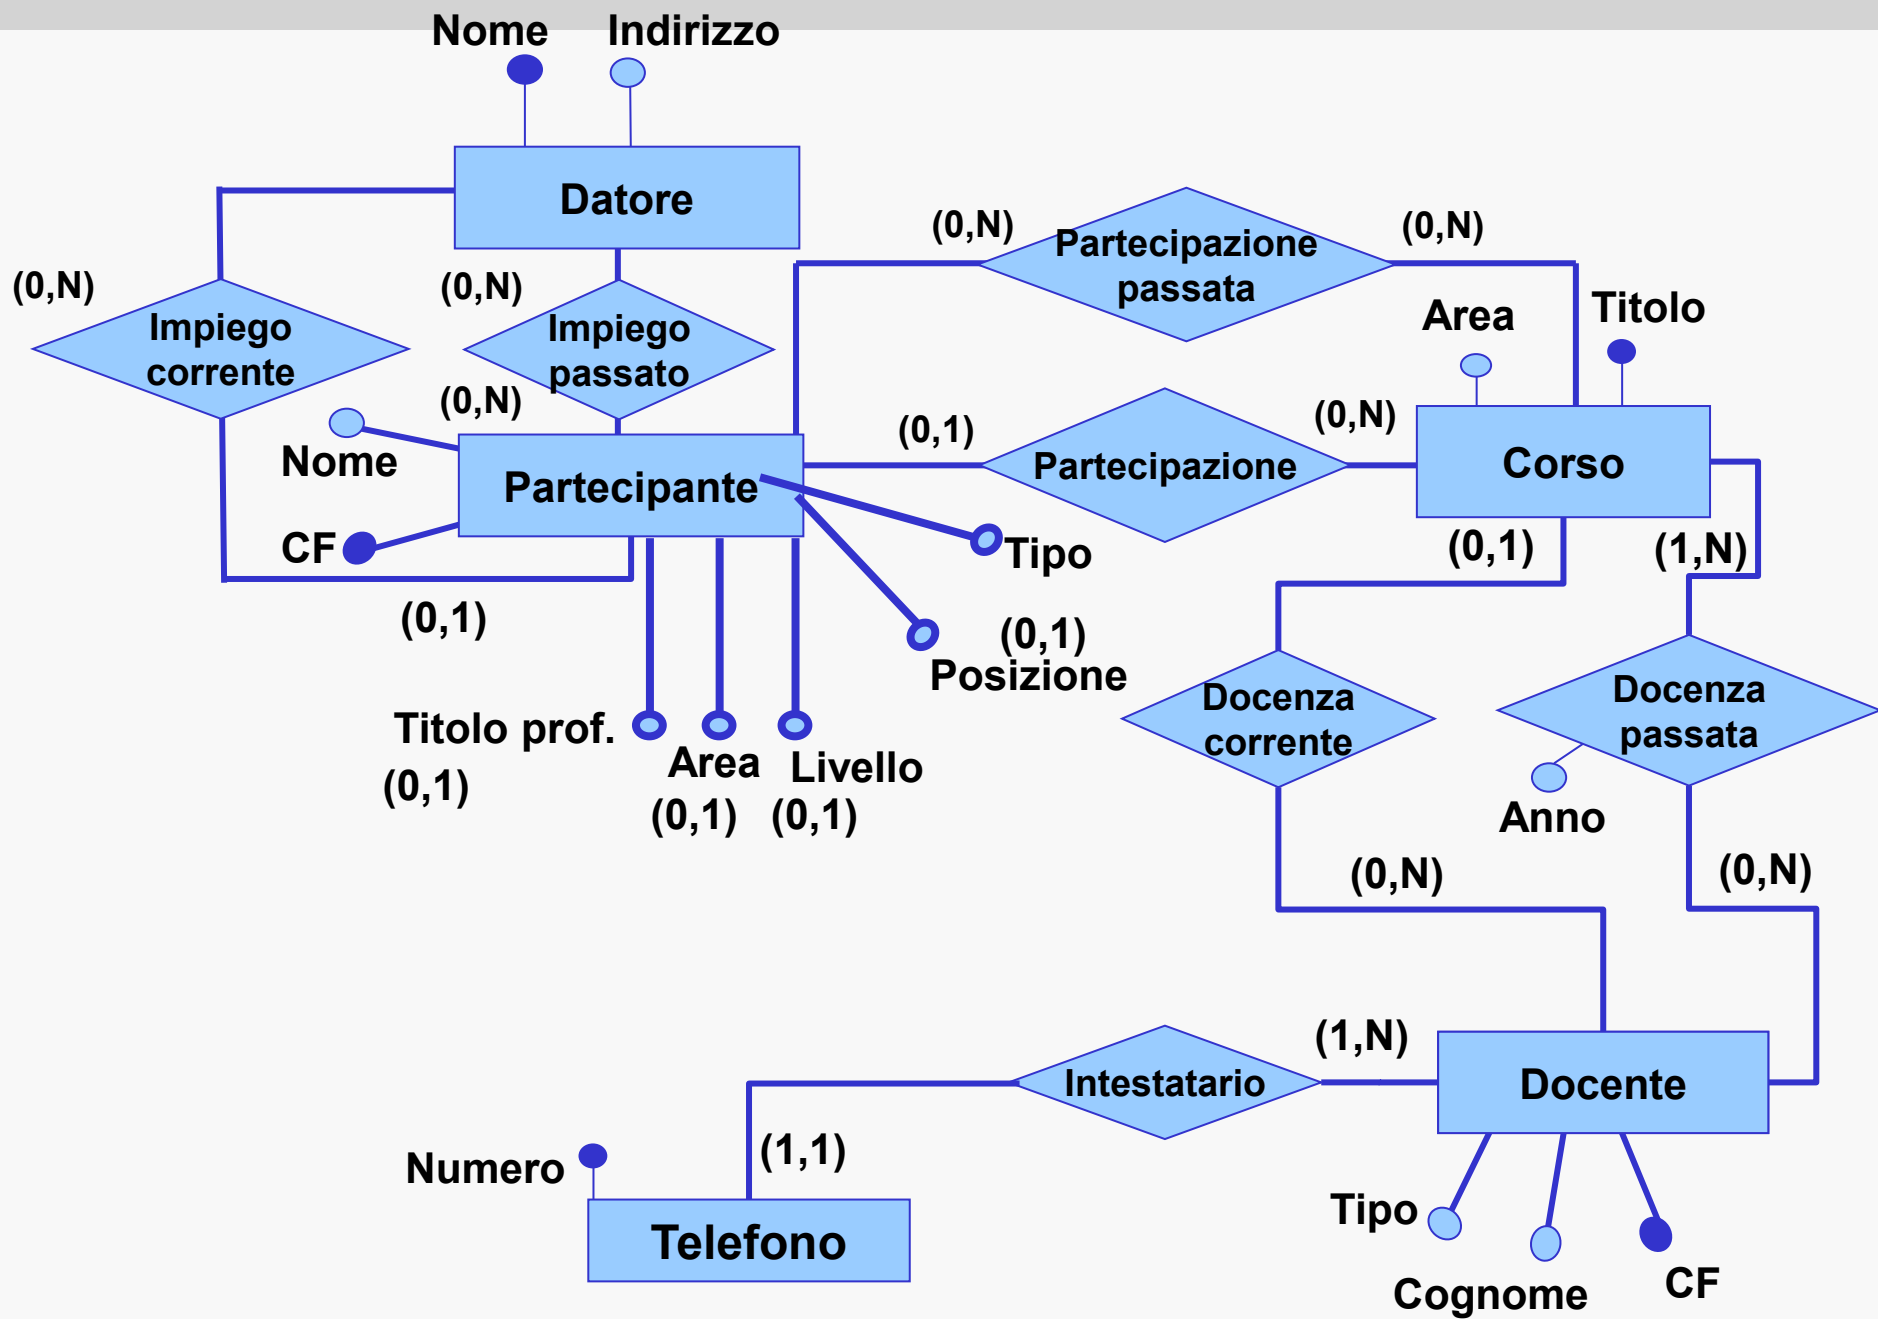 Nome
Indirizzo
Datore
(0,N)
Partecipazione
passata
(0,N)
(0,N)
(0,N)
Impiego
corrente
Impiego
passato
Area
Titolo
(0,N)
Nome
(0,1)
Partecipazione
(0,N)
Corso
Partecipante
CF
Tipo
(0,1)
(1,N)
(0,1)
(0,1)
Posizione
Docenza
corrente
Docenza
passata
Titolo prof.
(0,1)
Area
(0,1)
Livello
(0,1)
Anno
(0,N)
(0,N)
(1,N)
Intestatario
Docente
(1,1)
Numero
Telefono
Tipo
Cognome
CF